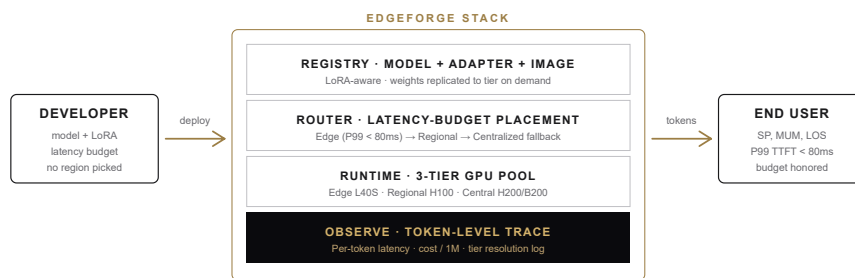 EDGEFORGE STACK
DEVELOPER
model + LoRA
latency budget
no region picked
deploy
REGISTRY · MODEL + ADAPTER + IMAGE
LoRA-aware · weights replicated to tier on demand
ROUTER · LATENCY-BUDGET PLACEMENT
Edge (P99 < 80ms) → Regional → Centralized fallback
RUNTIME · 3-TIER GPU POOL
Edge L40S · Regional H100 · Central H200/B200
OBSERVE · TOKEN-LEVEL TRACE
Per-token latency · cost / 1M · tier resolution log
tokens
END USER
SP, MUM, LOS
P99 TTFT < 80ms
budget honored